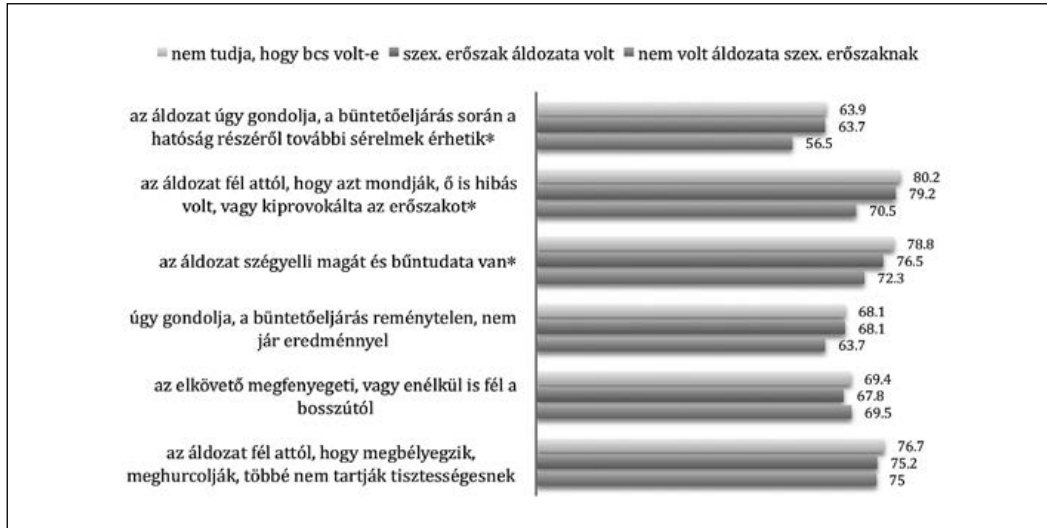 nem tudja, hogy bcs volt-e szex. erőszak áldozata volt nem volt áldozata szex. erőszaknak
az áldozat úgy gondolja, a büntetőeljárás során a
hatóság részéről további sérelmek érhetik*
63.9
63.7
56.5
az áldozat fél attól, hogy azt mondják, ő is hibás
volt, vagy kiprovokálta az erőszakot*
80.2
79.2
70.5
az áldozat szégyelli magát és bűntudata van*
78.8
76.5
72.3
úgy gondolja, a büntetőeljárás reménytelen, nem
jár eredménnyel
68.1
68.1
63.7
az elkövető megfenyegeti, vagy enélkül is fél a
bosszútól
69.4
67.8
69.5
az áldozat fél attól, hogy megbélyegzik,
meghurcolják, többé nem tartják tisztességesnek
76.7
75.2
75